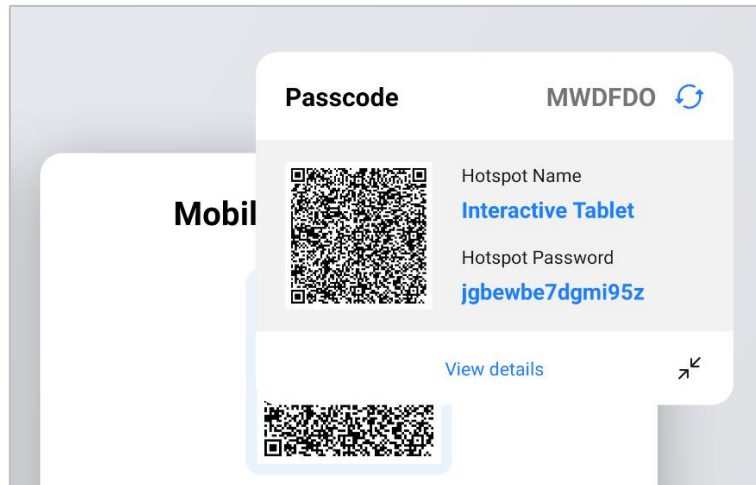 Passcode MWDFDO
Hotspot Name
Interactive Tablet
Hotspot Password
jgbewbe7dgmi95z
View details
Mobil